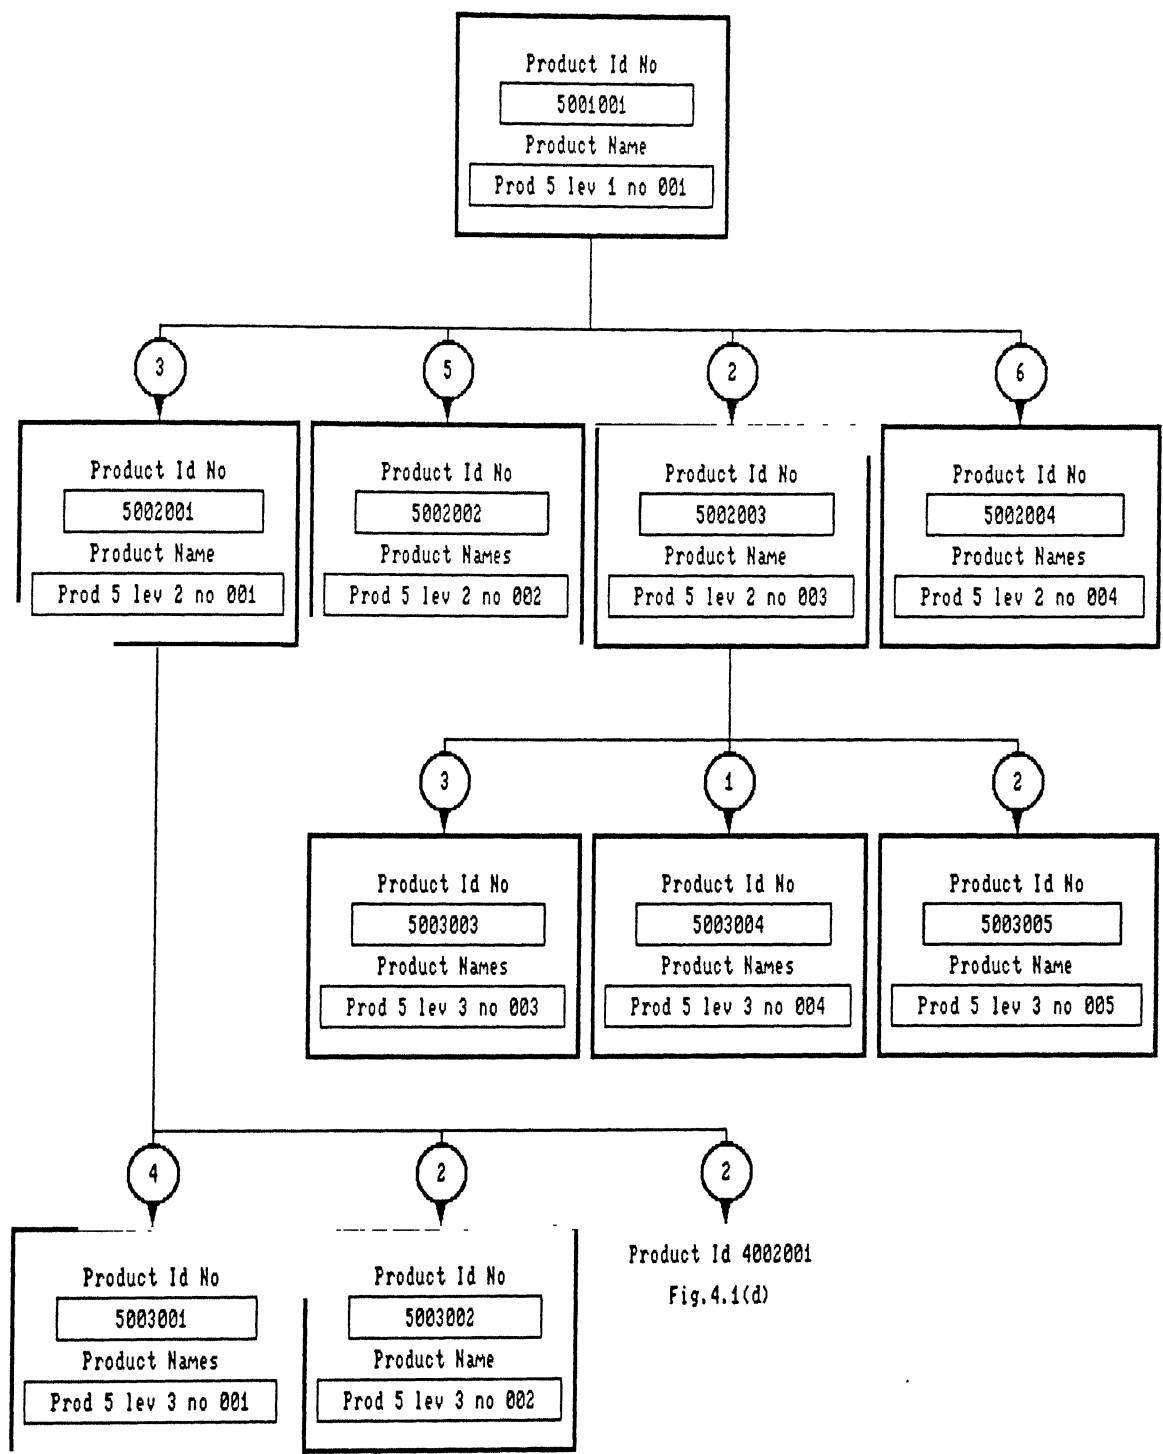 Product Id No
5001001
Product Name
Prod 5 lev 1 no 001
3
5
2
6
Product Id No
5002001
Product Name
Prod 5 lev 2 no 001
Product Id No
5002002
Product Names
Prod 5 lev 2 no 002
Product Id No
5002003
Product Name
Prod 5 lev 2 no 003
Product Id No
5002004
Product Names
Prod 5 lev 2 no 004
3
1
2
Product Id No
5003003
Product Names
Prod 5 lev 3 no 003
Product Id No
5003004
Product Names
Prod 5 lev 3 no 004
Product Id No
5003005
Product Name
Prod 5 lev 3 no 005
4
2
2
Product Id No
5003001
Product Names
Prod 5 lev 3 no 001
Product Id No
5003002
Product Name
Prod 5 lev 3 no 002
Product Id 4002001
Fig.4.1(d)